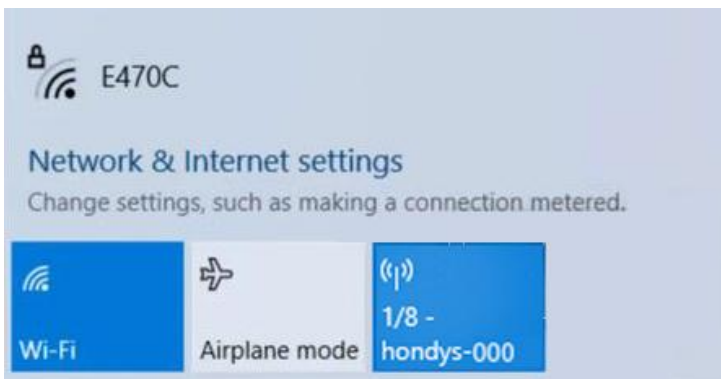 E470C
Network & Internet settings
Change settings, such as making a connection metered.
Wi-Fi
Airplane mode
1/8 -
hondys-000